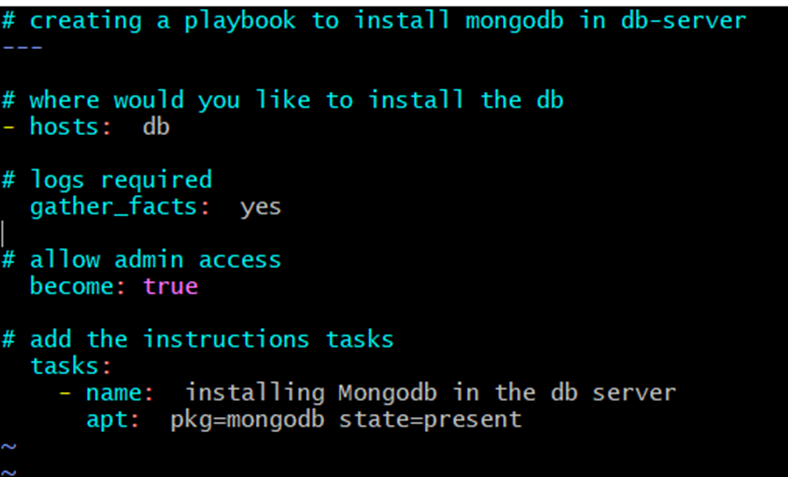 # creating a playbook to install mongodb in db-server
---
# where would you like to install the db
- hosts:  db
# logs required
  gather_facts:  yes
# allow admin access
  become: true
# add the instructions tasks
  tasks:
    - name:  installing Mongodb in the db server
      apt:  pkg=mongodb state=present
~
~